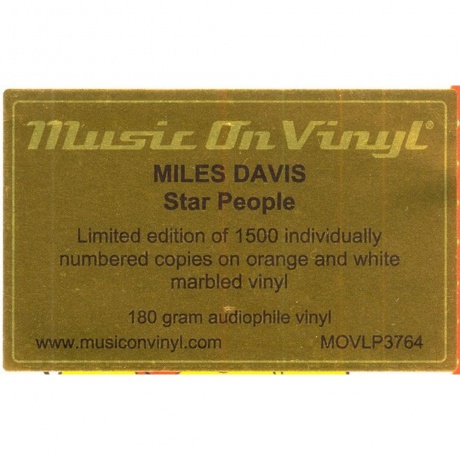 Music On Vinyl®
MILES DAVIS
Star People
Limited edition of 1500 individually
numbered copies on orange and white
marbled vinyl
180 gram audiophile vinyl
www.musiconvinyl.com MOVLP3764